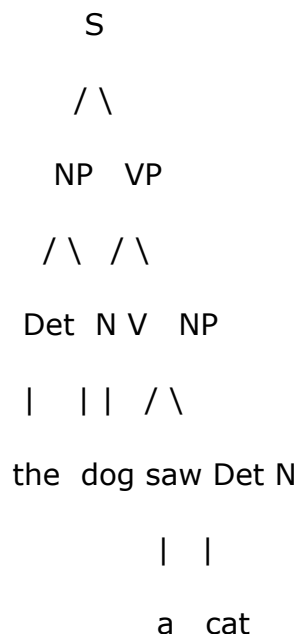 S
/ \
NP VP
/ \ / \
Det N V NP
| | | / \
the dog saw Det N
| |
a cat